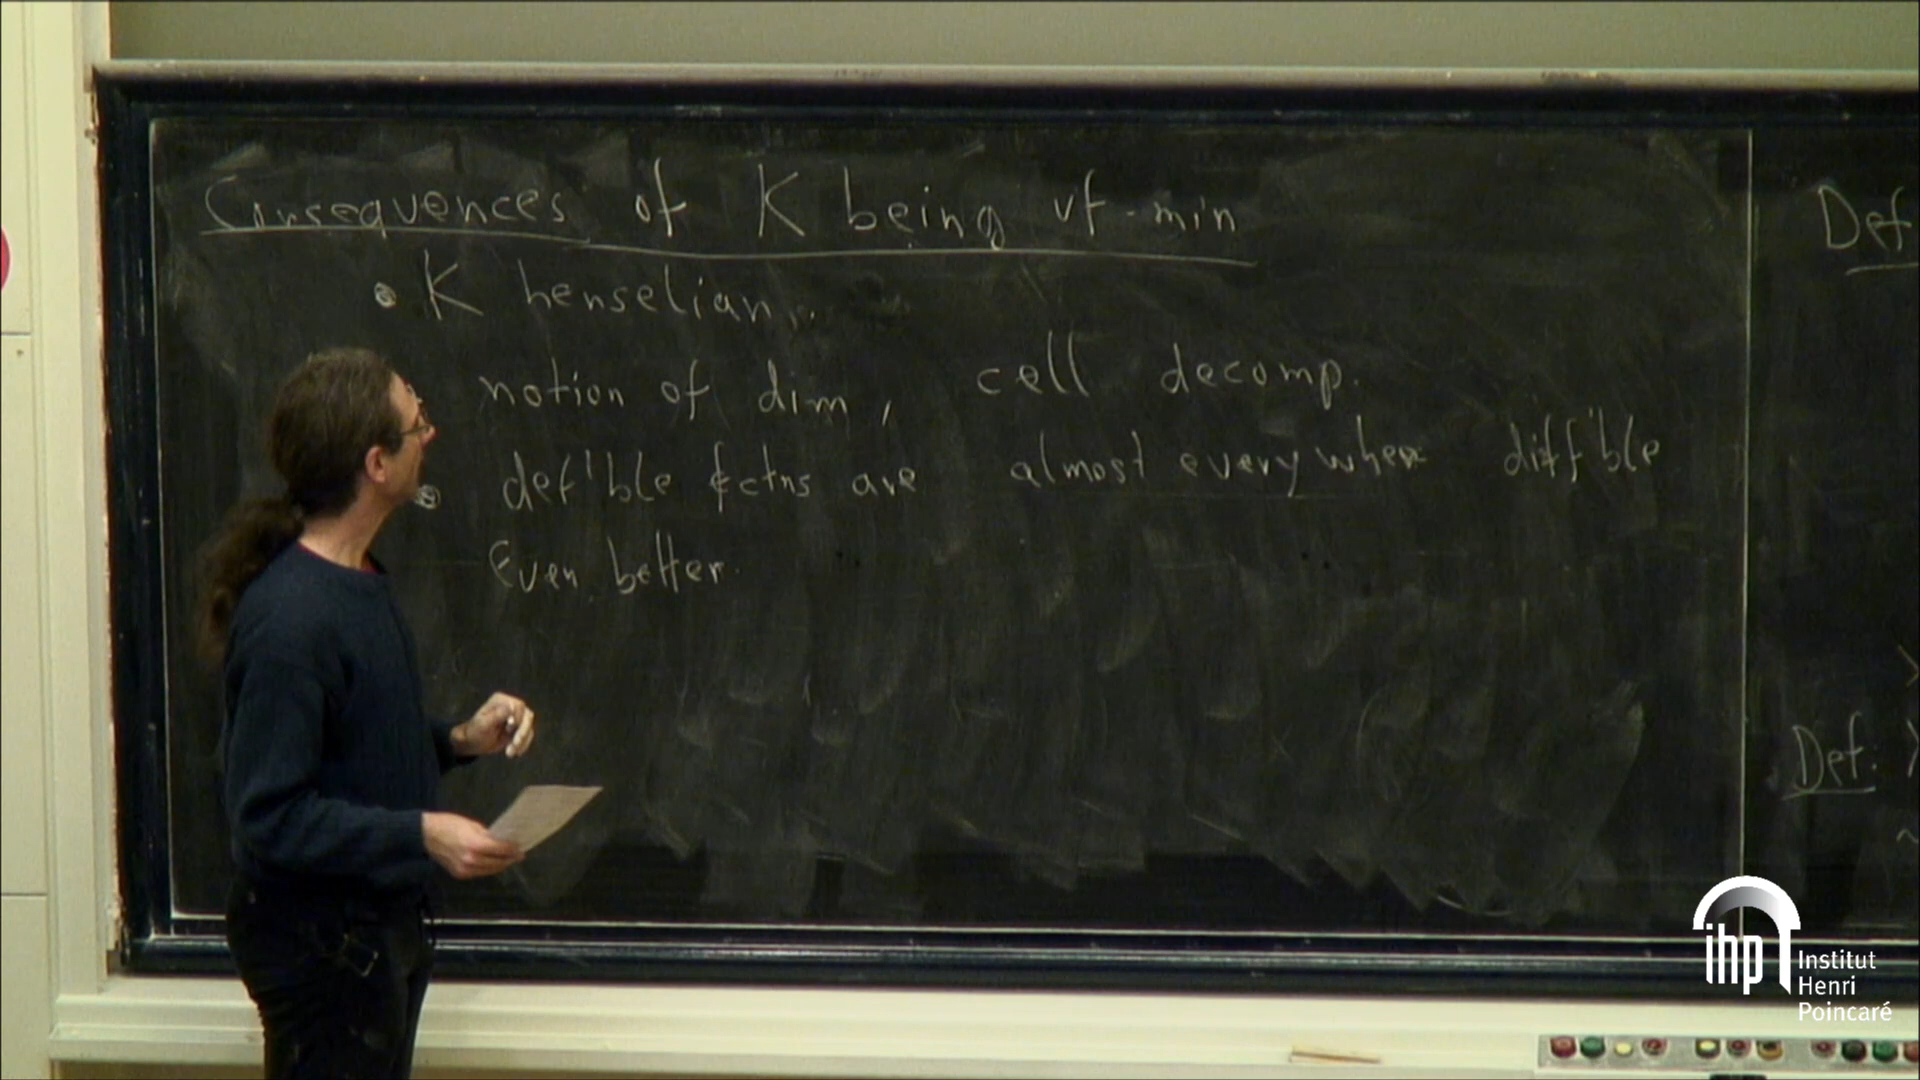 Consequences of K being vf-min
• K henselian..
notion of dim, cell decomp.
• def'ble fctns are almost everywhere diff'ble
Even better.
Def
Def:
ihp Institut
Henri
Poincaré